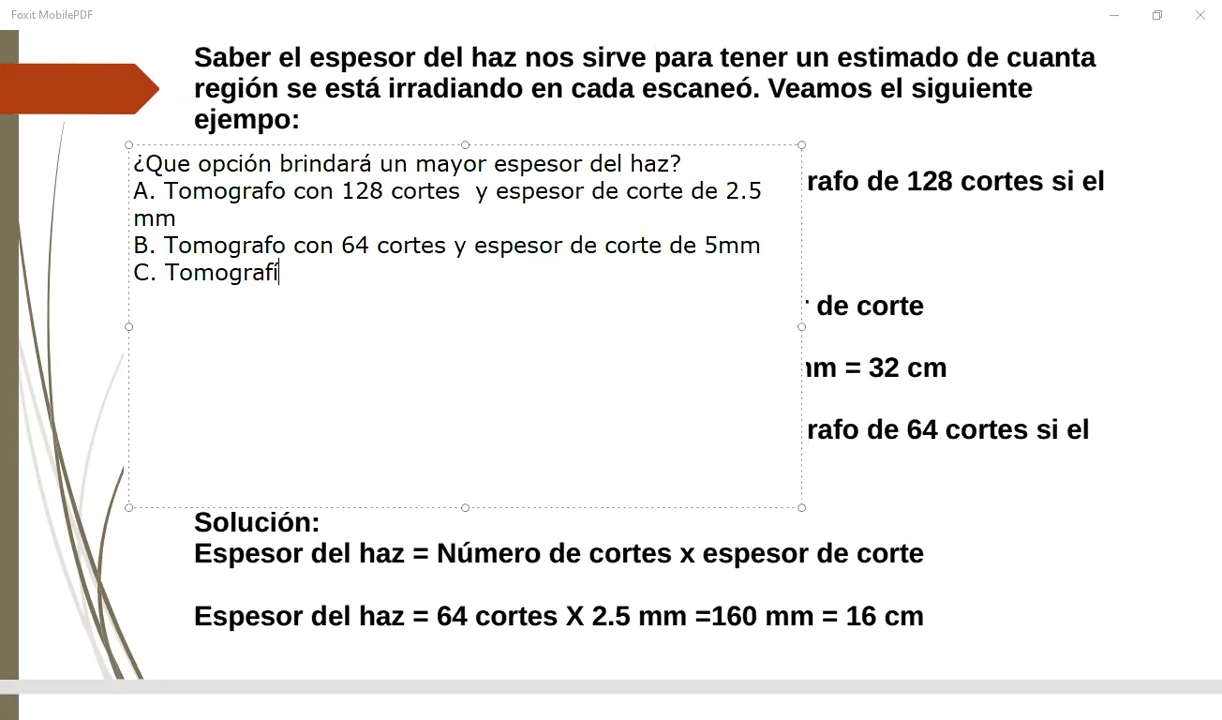 Foxit MobilePDF
Saber el espesor del haz nos sirve para tener un estimado de cuanta
región se está irradiando en cada escaneó. Veamos el siguiente
ejempo:
¿Que opción brindará un mayor espesor del haz?
A. Tomografo con 128 cortes y espesor de corte de 2.5
mm
B. Tomografo con 64 cortes y espesor de corte de 5mm
C. Tomografí
rafo de 128 cortes si el
de corte
mm = 32 cm
rafo de 64 cortes si el
Solución:
Espesor del haz = Número de cortes x espesor de corte
Espesor del haz = 64 cortes X 2.5 mm =160 mm = 16 cm